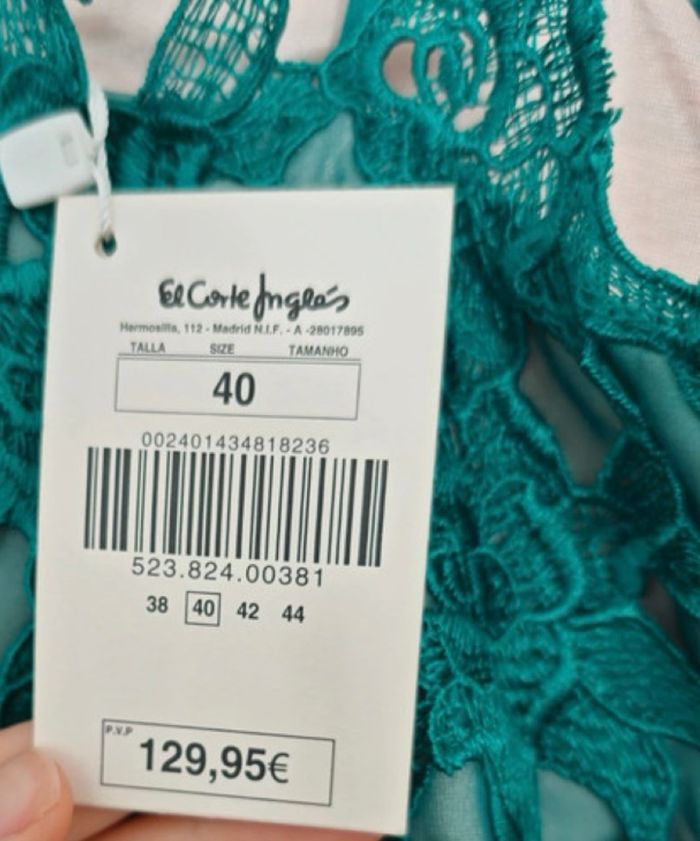 El Corte Inglés
Hermosilla, 112 - Madrid N.I.F. - A -28017895
TALLA SIZE TAMANHO
40
002401434818236
523.824.00381
38 40 42 44
P.V.P
129,95€